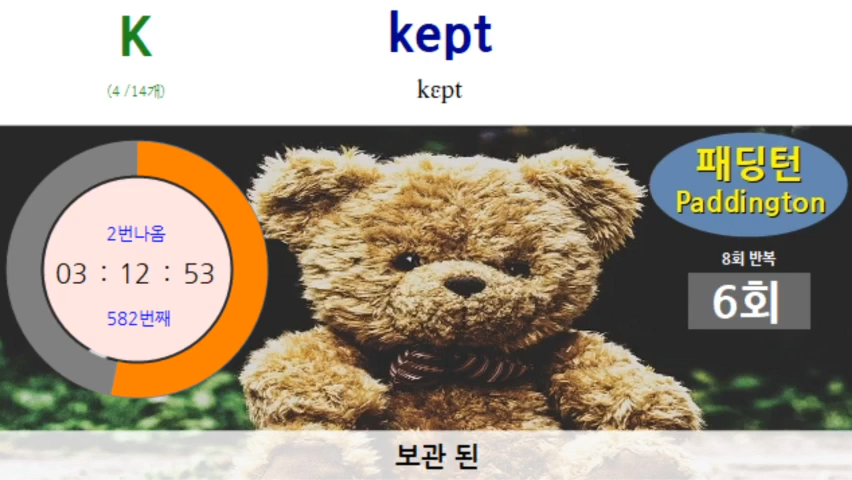 K
(4 /14개)
kept
kɛpt
2번나옴
03 : 12 : 53
582번째
패딩턴
Paddington
8회 반복
6회
보관 된